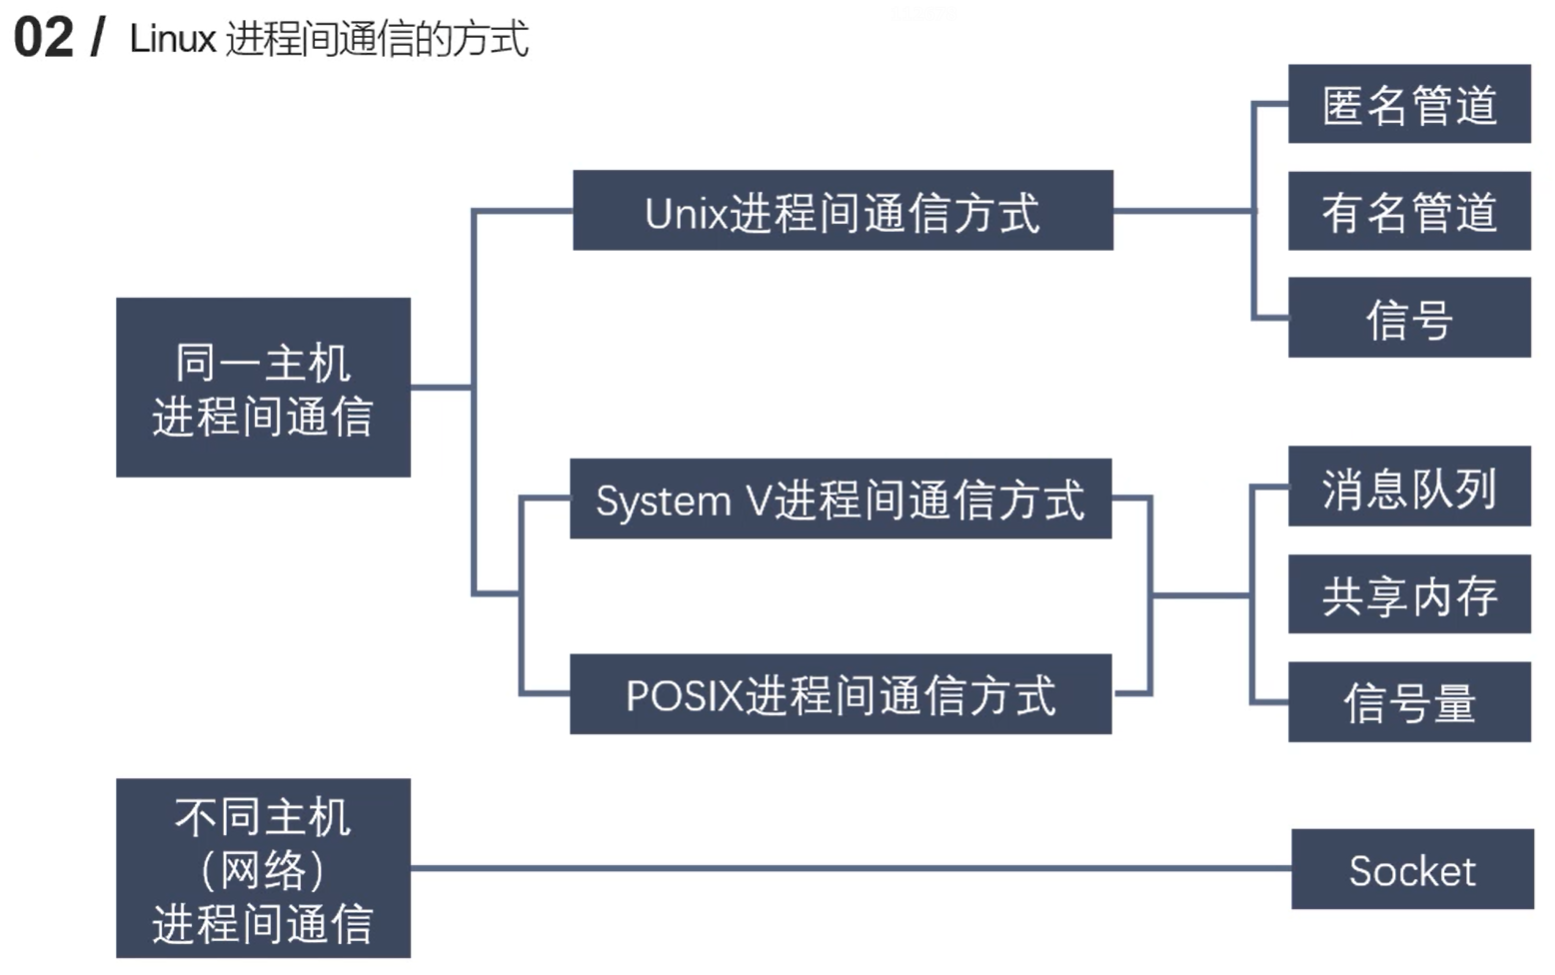 02 / Linux 进程间通信的方式
匿名管道
Unix进程间通信方式
有名管道
信号
同一主机
进程间通信
System V进程间通信方式
消息队列
共享内存
POSIX进程间通信方式
信号量
不同主机
（网络）
进程间通信
Socket